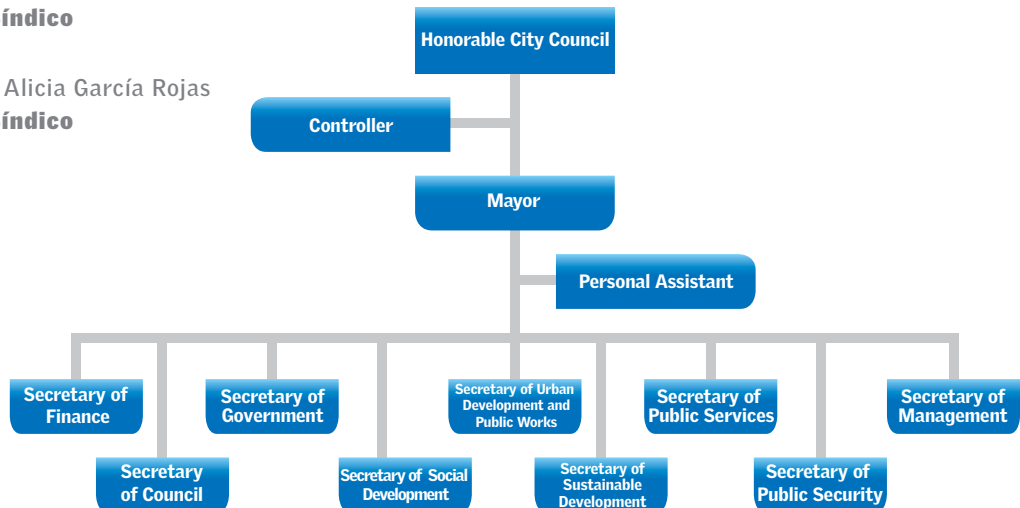 síndico
Alicia García Rojas
síndico
Honorable City Council
Controller
Mayor
Personal Assistant
Secretary of
Finance
Secretary of
Government
Secretary of Urban
Development and
Public Works
Secretary of
Public Services
Secretary of
Management
Secretary
of Council
Secretary of Social
Development
Secretary of
Sustainable
Development
Secretary of
Public Security